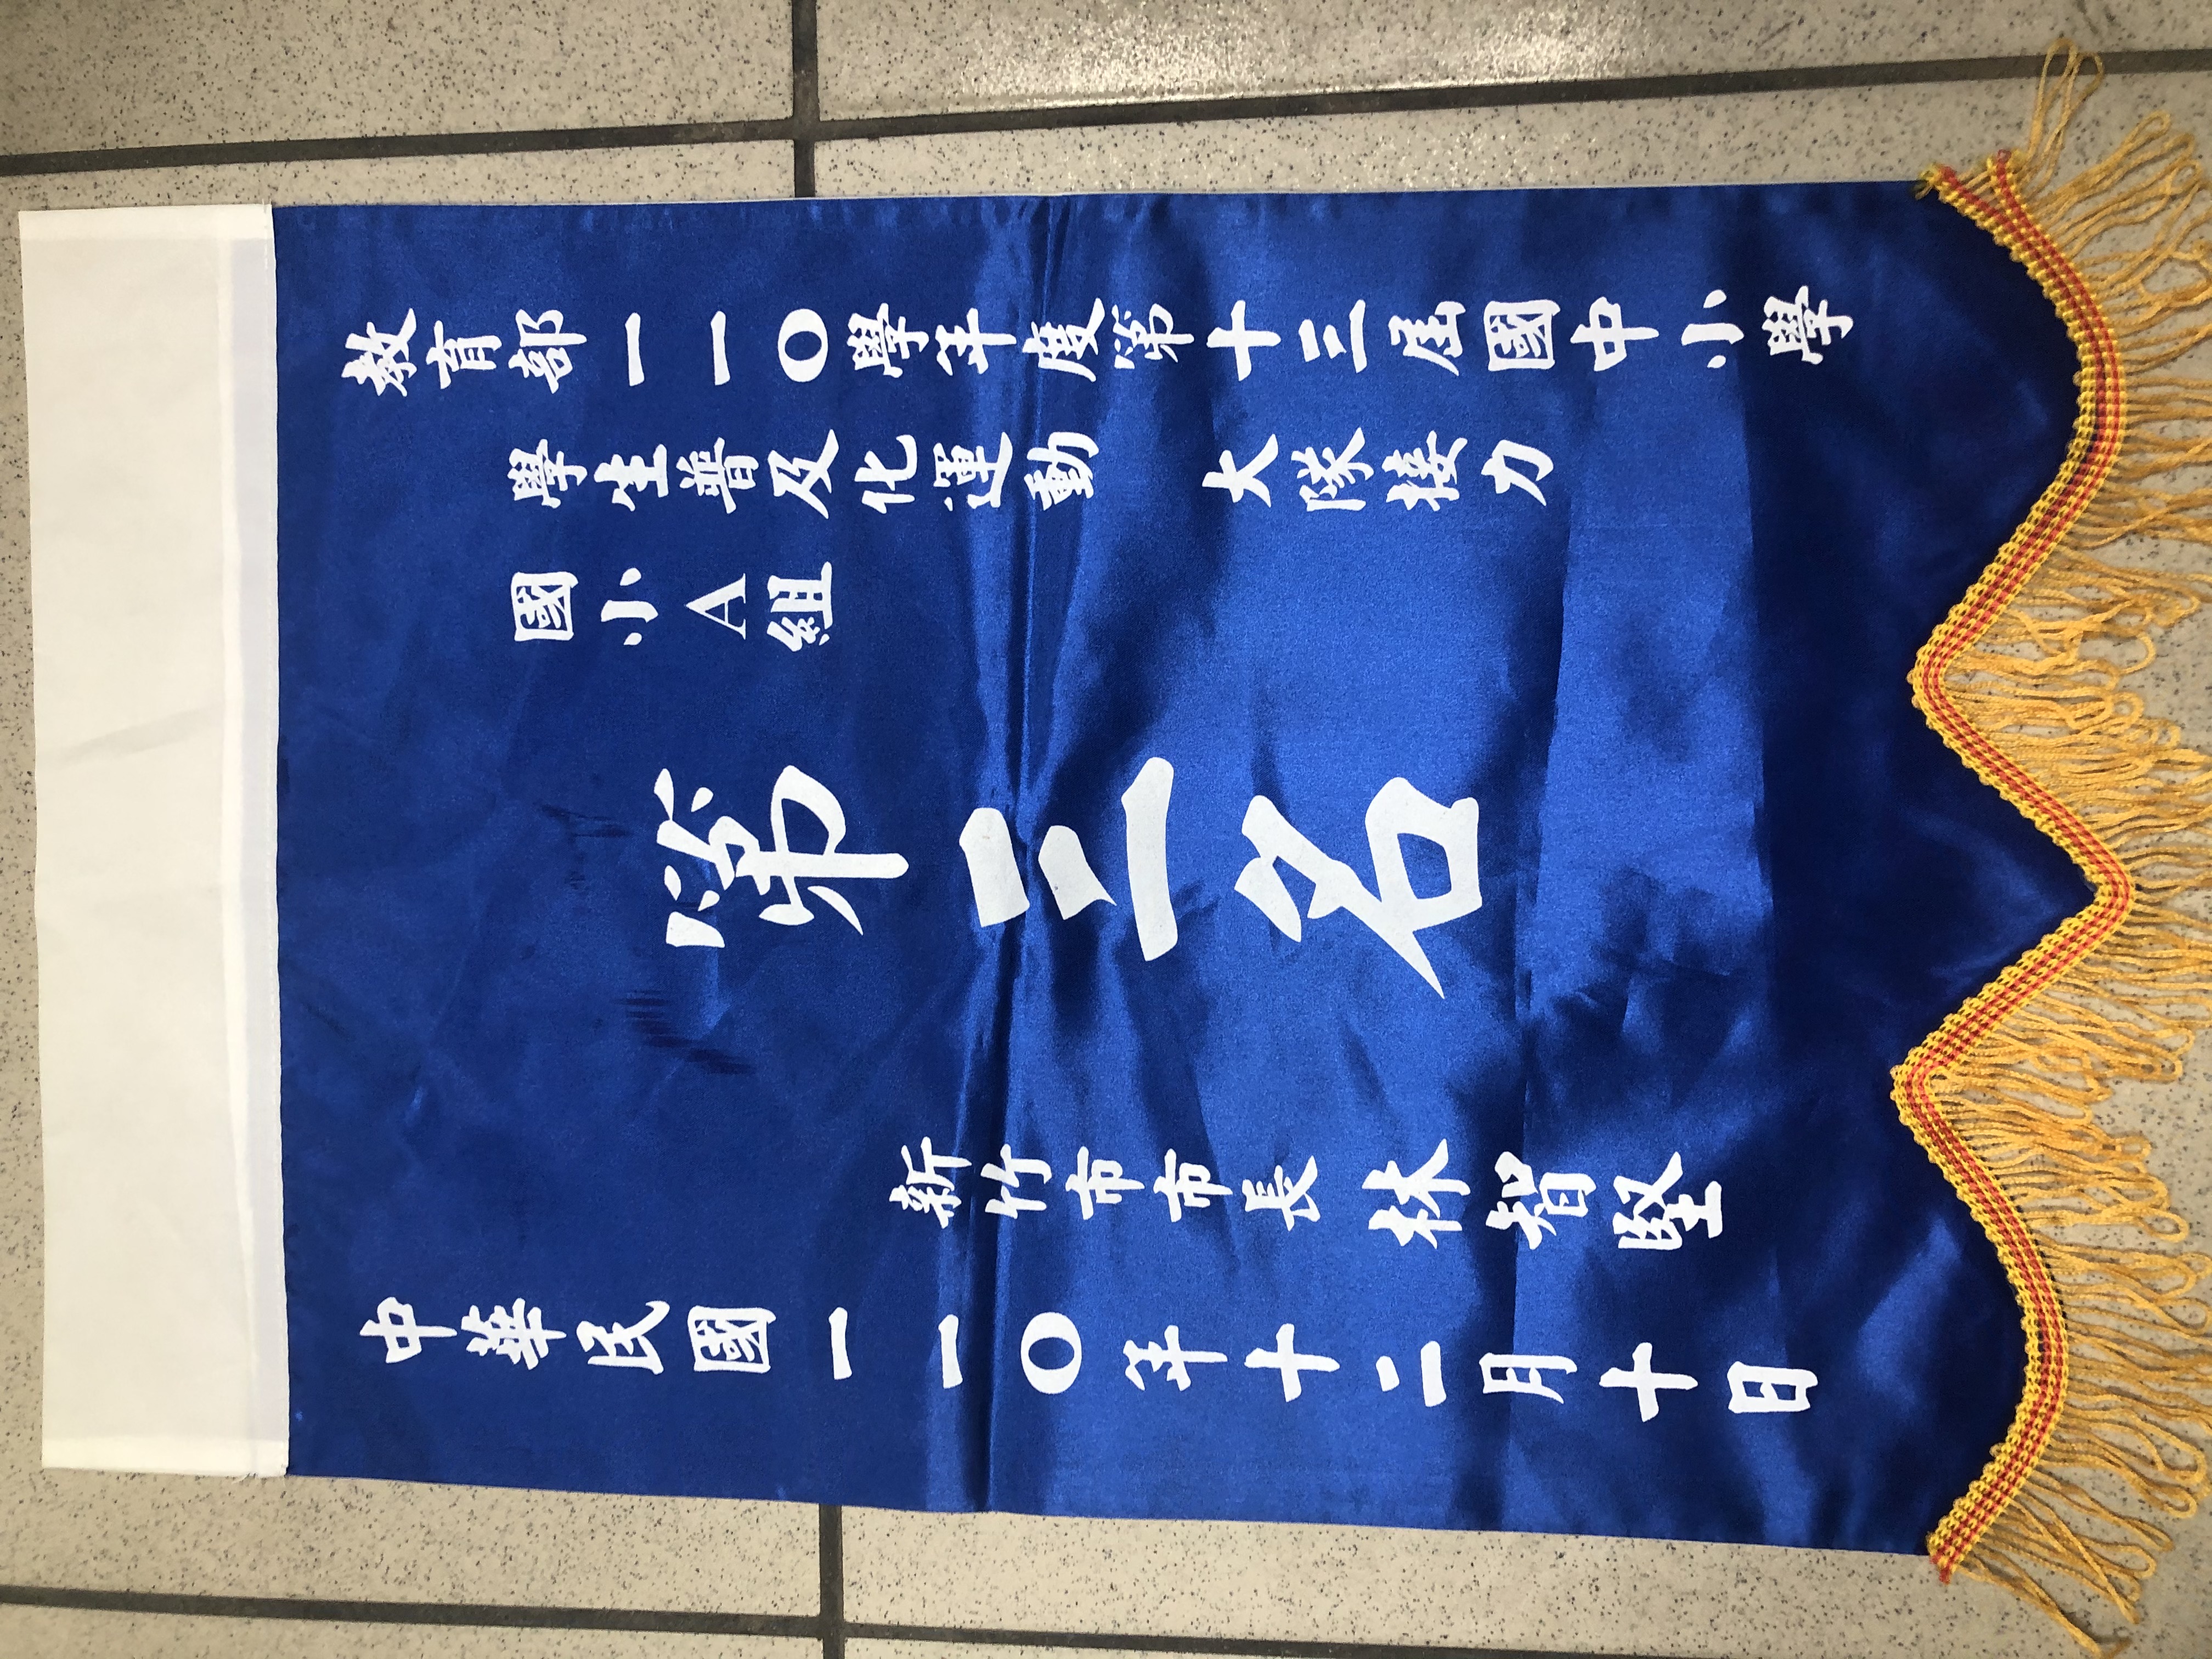 教育部一一0學年度第十三屆國中小學
學生普及化運動 大隊接力
國小A組
第三名
新竹市市長 林智堅
中華民國一一0年十二月十日